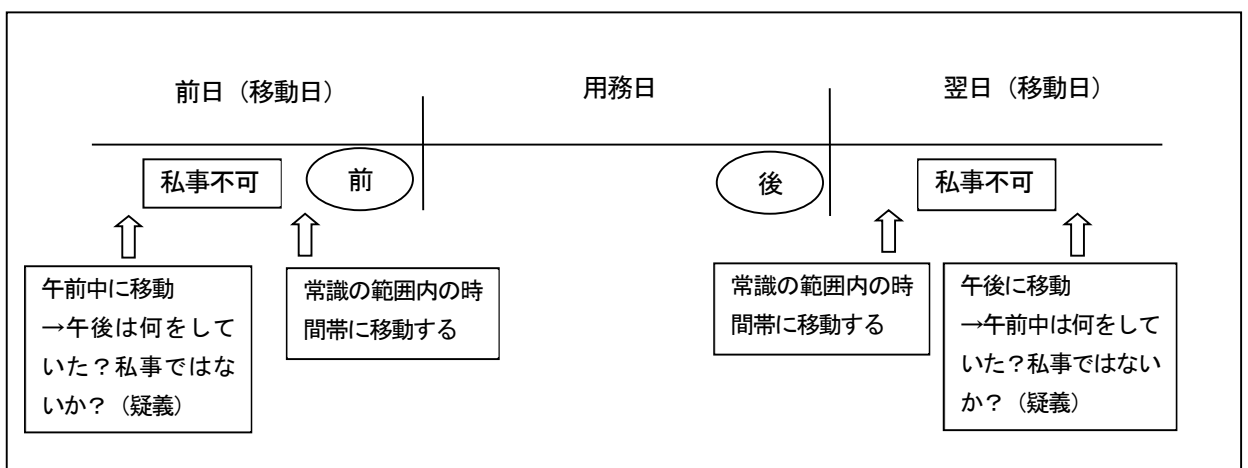 前日（移動日）
用務日
翌日（移動日）
私事不可
前
後
私事不可
午前中に移動
→午後は何をして
いた？私事ではな
いか？（疑義）
常識の範囲内の時
間帯に移動する
常識の範囲内の時
間帯に移動する
午後に移動
→午前中は何をして
いた？私事ではない
か？（疑義）